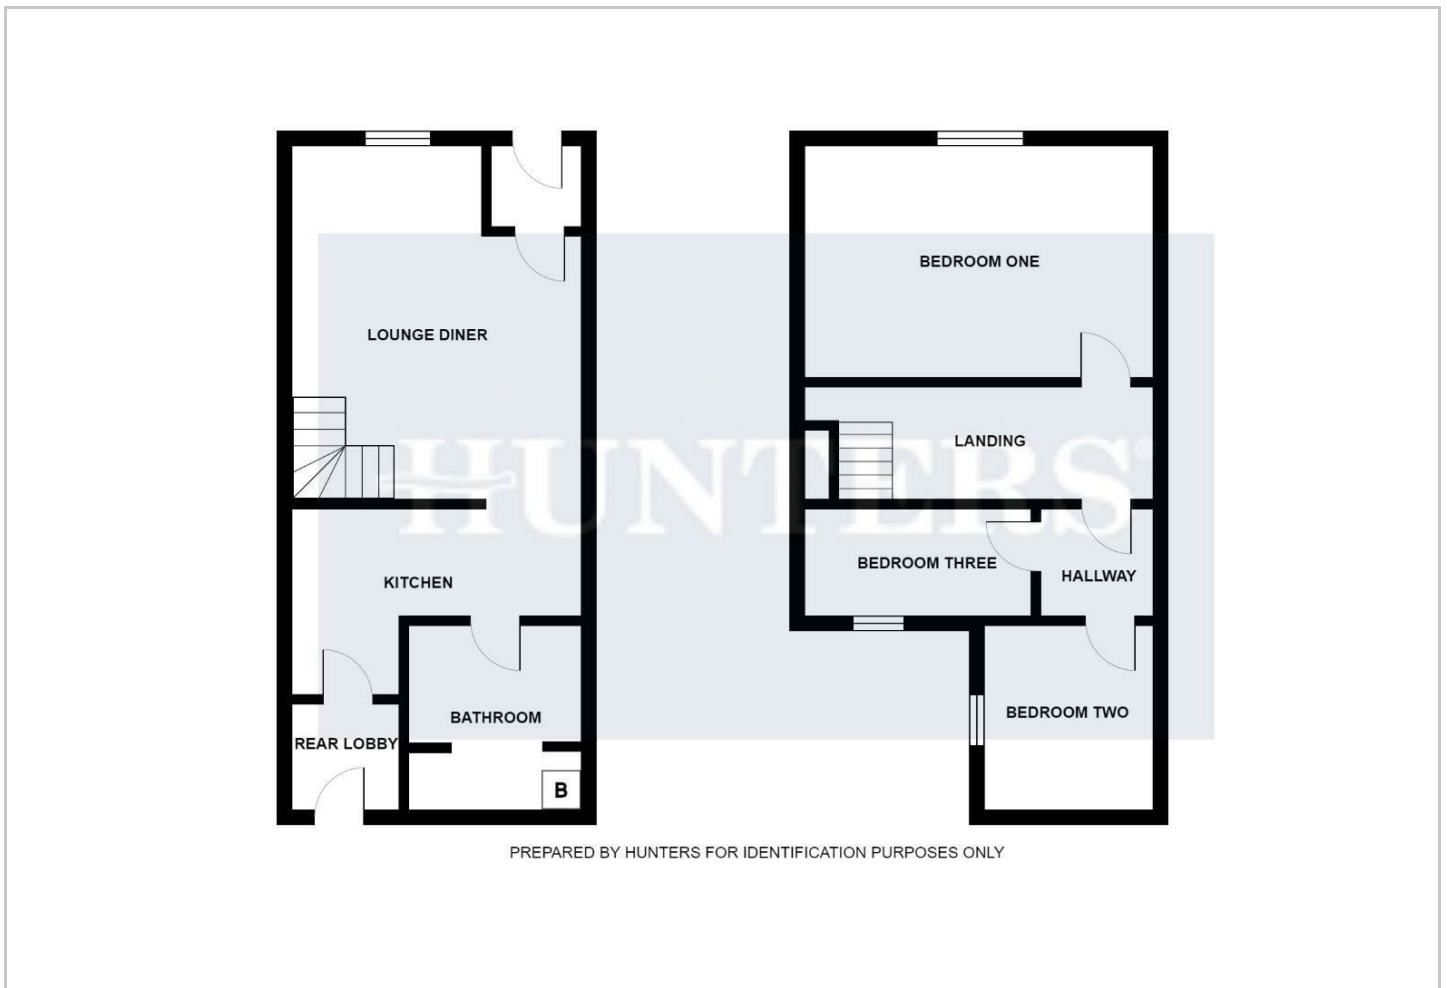 BEDROOM ONE
LOUNGE DINER
HUNTERS®
LANDING
BEDROOM THREE
HALLWAY
KITCHEN
BEDROOM TWO
BATHROOM
REAR LOBBY
B
PREPARED BY HUNTERS FOR IDENTIFICATION PURPOSES ONLY